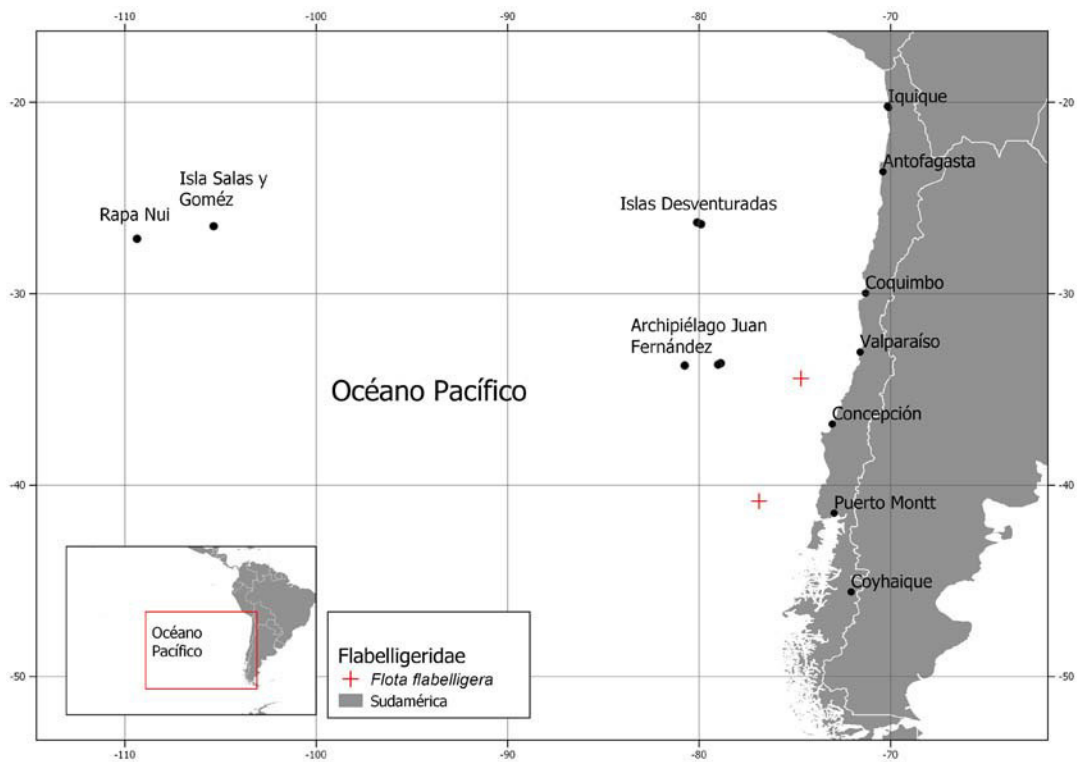 -110 -100 -90 -80 -70
-20 -20
Iquique
Antofagasta
Isla Salas y
Goméz
Rapa Nui
Islas Desventuradas
-30 -30
Coquimbo
Archipiélago Juan
Fernández
Valparaíso
Océano Pacífico
Concepción
-40 -40
Puerto Montt
Coyhaique
Océano
Pacífico
Flabelligeridae
Flota flabelligera
Sudamérica
-50 -50
-110 -100 -90 -80 -70